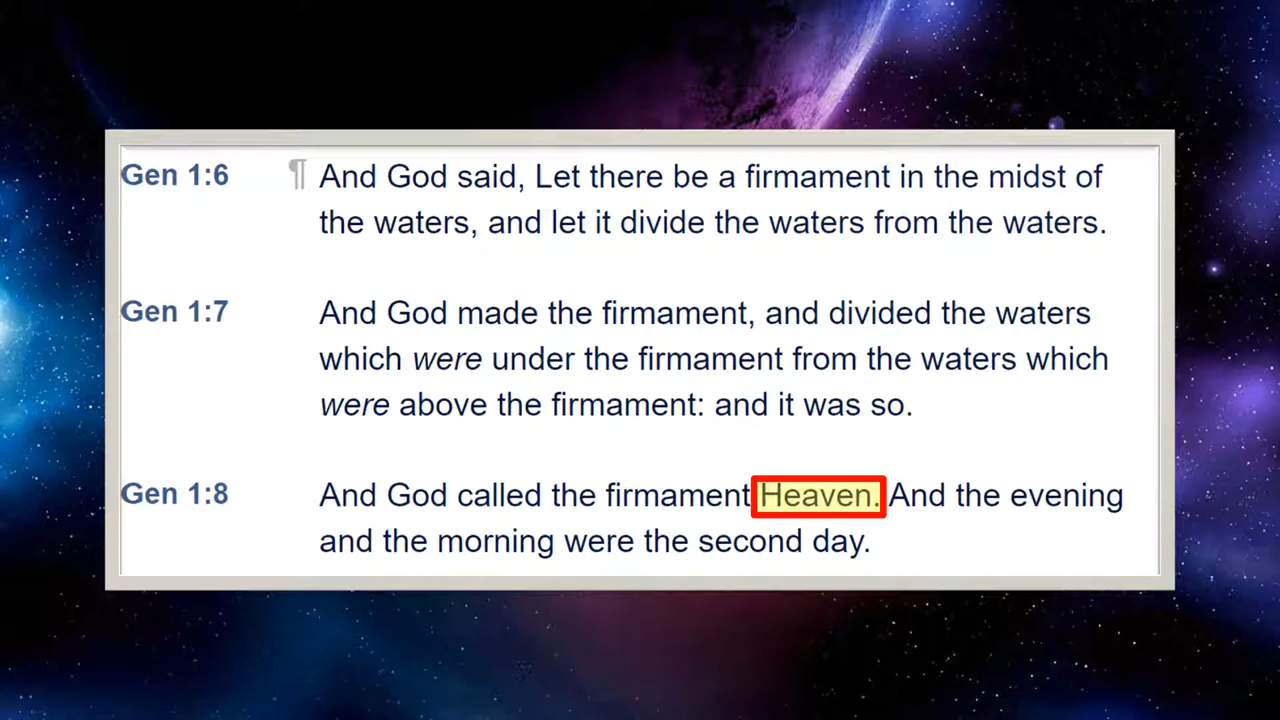 Gen 1:6 ¶ And God said, Let there be a firmament in the midst of
the waters, and let it divide the waters from the waters.
Gen 1:7 And God made the firmament, and divided the waters
which were under the firmament from the waters which
were above the firmament: and it was so.
Gen 1:8 And God called the firmament Heaven. And the evening
and the morning were the second day.